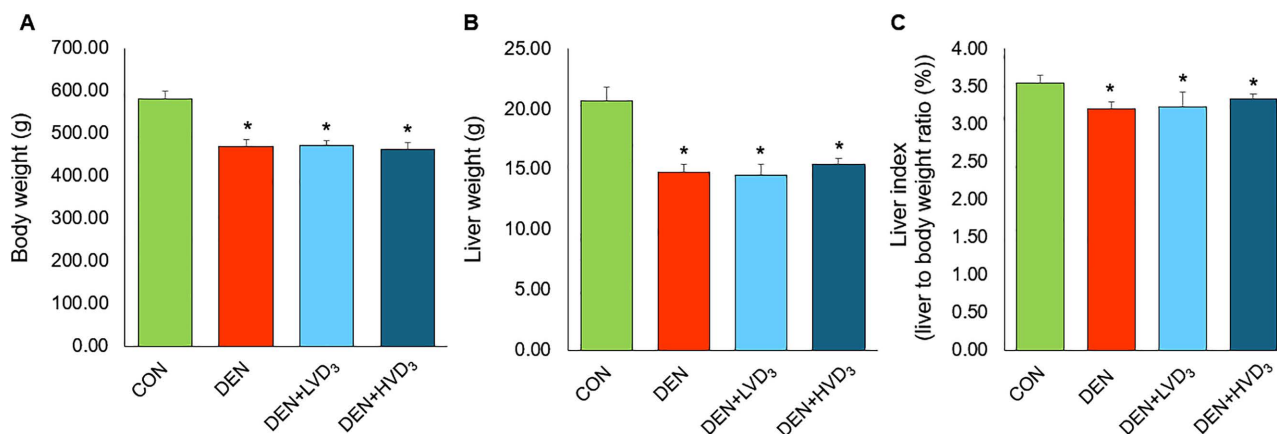 A
Body weight (g)
700.00
600.00
500.00
400.00
300.00
200.00
100.00
0.00
*
*
*
CON
DEN
DEN+LVD₃
DEN+HVD₃
B
Liver weight (g)
25.00
20.00
15.00
10.00
5.00
0.00
*
*
*
CON
DEN
DEN+LVD₃
DEN+HVD₃
C
Liver index
(liver to body weight ratio (%))
4.00
3.50
3.00
2.50
2.00
1.50
1.00
0.50
0.00
*
*
*
CON
DEN
DEN+LVD₃
DEN+HVD₃